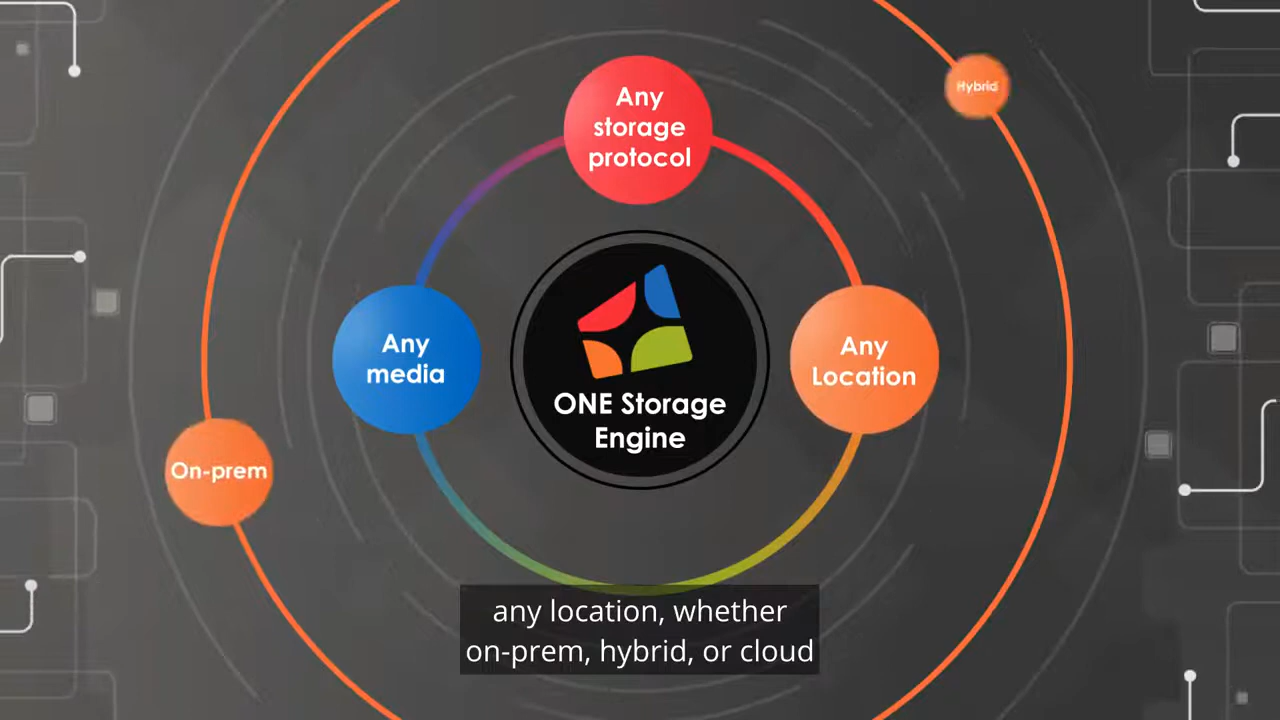 Hybrid
Any
storage
protocol
Any
media
Any
Location
ONE Storage
Engine
On-prem
any location, whether
on-prem, hybrid, or cloud